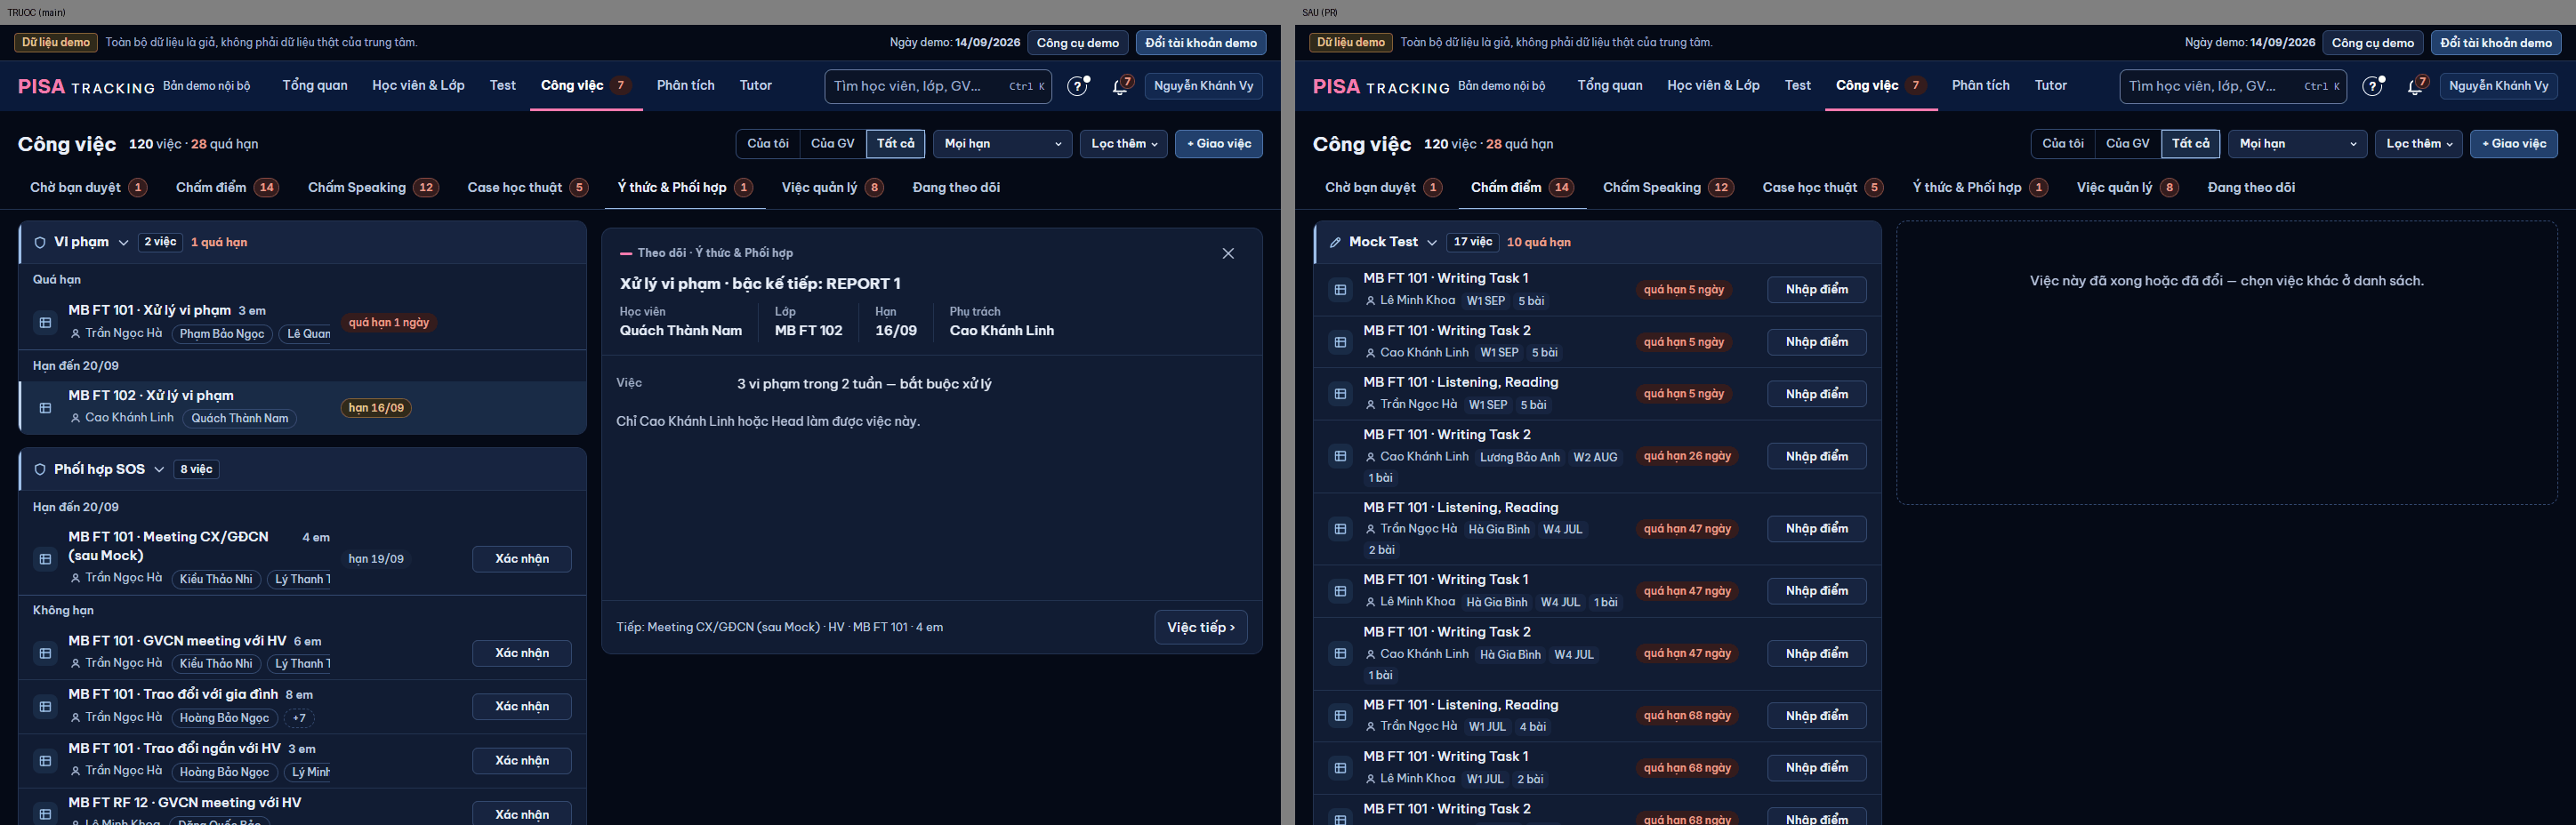 TRUOC (main)
Dữ liệu demo Toàn bộ dữ liệu là giả, không phải dữ liệu thật của trung tâm. Ngày demo: 14/09/2026 Công cụ demo Đổi tài khoản demo
PISA TRACKING Bản demo nội bộ Tổng quan Học viên & Lớp Test Công việc 7 Phân tích Tutor Tìm học viên, lớp, GV... Ctrl K ? 7 Nguyễn Khánh Vy
Công việc 120 việc · 28 quá hạn Của tôi Của GV Tất cả Mọi hạn Lọc thêm + Giao việc
Chờ bạn duyệt 1 Chấm điểm 14 Chấm Speaking 12 Case học thuật 5 Ý thức & Phối hợp 1 Việc quản lý 8 Đang theo dõi
Vi phạm 2 việc 1 quá hạn
Quá hạn
MB FT 101 · Xử lý vi phạm 3 em
Trần Ngọc Hà Phạm Bảo Ngọc Lê Quan
quá hạn 1 ngày
Hạn đến 20/09
MB FT 102 · Xử lý vi phạm
Cao Khánh Linh Quách Thành Nam
hạn 16/09
Phối hợp SOS 8 việc
Hạn đến 20/09
MB FT 101 · Meeting CX/GĐCN (sau Mock) 4 em
Trần Ngọc Hà Kiều Thảo Nhi Lý Thanh T
hạn 19/09 Xác nhận
Không hạn
MB FT 101 · GVCN meeting với HV 6 em
Trần Ngọc Hà Kiều Thảo Nhi Lý Thanh T
Xác nhận
MB FT 101 · Trao đổi với gia đình 8 em
Trần Ngọc Hà Hoàng Bảo Ngọc +7
Xác nhận
MB FT 101 · Trao đổi ngắn với HV 3 em
Trần Ngọc Hà Hoàng Bảo Ngọc Lý Minh
Xác nhận
MB FT RF 12 · GVCN meeting với HV
Lê Minh Khoa Đặng Quốc Bảo
Xác nhận
Theo dõi · Ý thức & Phối hợp
Xử lý vi phạm · bậc kế tiếp: REPORT 1
Học viên Lớp Hạn Phụ trách
Quách Thành Nam MB FT 102 16/09 Cao Khánh Linh
Việc 3 vi phạm trong 2 tuần — bắt buộc xử lý
Chỉ Cao Khánh Linh hoặc Head làm được việc này.
Tiếp: Meeting CX/GĐCN (sau Mock) · HV · MB FT 101 · 4 em Việc tiếp ›
SAU (PR)
Dữ liệu demo Toàn bộ dữ liệu là giả, không phải dữ liệu thật của trung tâm. Ngày demo: 14/09/2026 Công cụ demo Đổi tài khoản demo
PISA TRACKING Bản demo nội bộ Tổng quan Học viên & Lớp Test Công việc 7 Phân tích Tutor Tìm học viên, lớp, GV... Ctrl K ? 7 Nguyễn Khánh Vy
Công việc 120 việc · 28 quá hạn Của tôi Của GV Tất cả Mọi hạn Lọc thêm + Giao việc
Chờ bạn duyệt 1 Chấm điểm 14 Chấm Speaking 12 Case học thuật 5 Ý thức & Phối hợp 1 Việc quản lý 8 Đang theo dõi
Mock Test 17 việc 10 quá hạn
MB FT 101 · Writing Task 1
Lê Minh Khoa W1 SEP 5 bài
quá hạn 5 ngày Nhập điểm
MB FT 101 · Writing Task 2
Cao Khánh Linh W1 SEP 5 bài
quá hạn 5 ngày Nhập điểm
MB FT 101 · Listening, Reading
Trần Ngọc Hà W1 SEP 5 bài
quá hạn 5 ngày Nhập điểm
MB FT 101 · Writing Task 2
Cao Khánh Linh Lương Bảo Anh W2 AUG
1 bài
quá hạn 26 ngày Nhập điểm
MB FT 101 · Listening, Reading
Trần Ngọc Hà Hà Gia Bình W4 JUL
2 bài
quá hạn 47 ngày Nhập điểm
MB FT 101 · Writing Task 1
Lê Minh Khoa Hà Gia Bình W4 JUL 1 bài
quá hạn 47 ngày Nhập điểm
MB FT 101 · Writing Task 2
Cao Khánh Linh Hà Gia Bình W4 JUL
1 bài
quá hạn 47 ngày Nhập điểm
MB FT 101 · Listening, Reading
Trần Ngọc Hà W1 JUL 4 bài
quá hạn 68 ngày Nhập điểm
MB FT 101 · Writing Task 1
Lê Minh Khoa W1 JUL 2 bài
quá hạn 68 ngày Nhập điểm
MB FT 101 · Writing Task 2
quá hạn 68 ngày Nhập điểm
Việc này đã xong hoặc đã đổi — chọn việc khác ở danh sách.